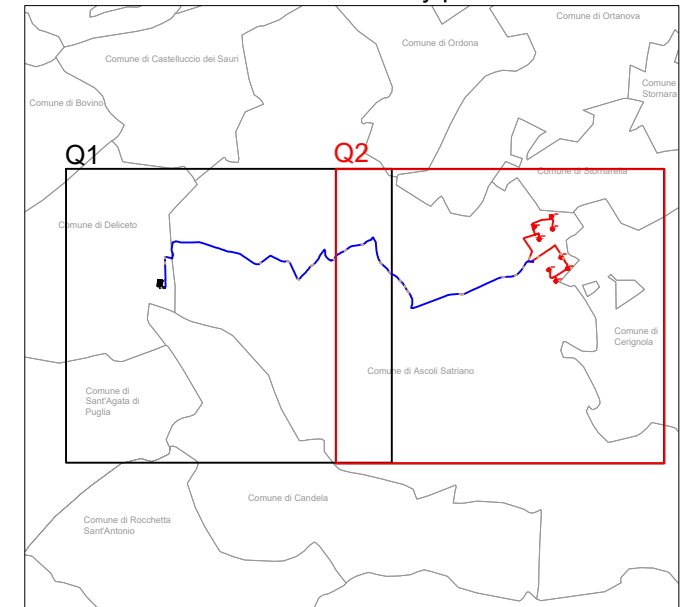 Comune di Ortanova
Comune di Ordona
Comune di Castelluccio dei Sauri
Comune
Stornara
Comune di Bovino
Q1
Q2
Comune di Stornarella
Comune di Deliceto
Comune di
Cerignola
Comune di Ascoli Satriano
Comune di
Sant'Agata di
Puglia
Comune di Candela
Comune di Rocchetta
Sant'Antonio